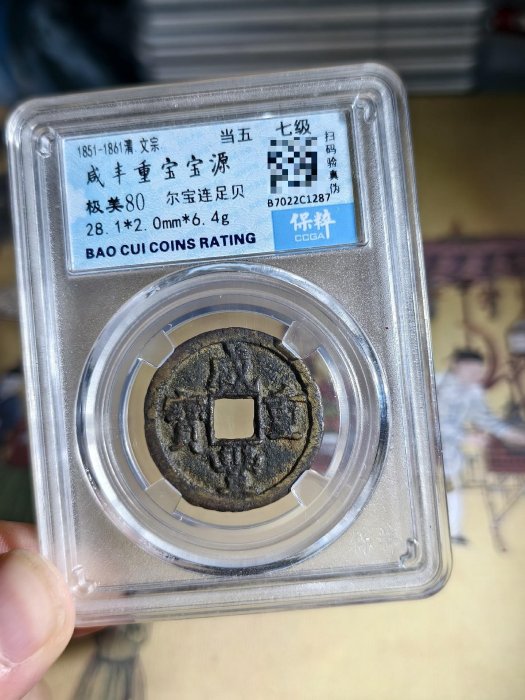 1851-1861清 文宗 当五 七级
咸丰重宝宝源
极美80 尔宝连足贝
28.1*2.0mm*6.4g
BAO CUI COINS RATING
扫码验真伪
B7022C1287
保粹
CCGA
咸豐重寶